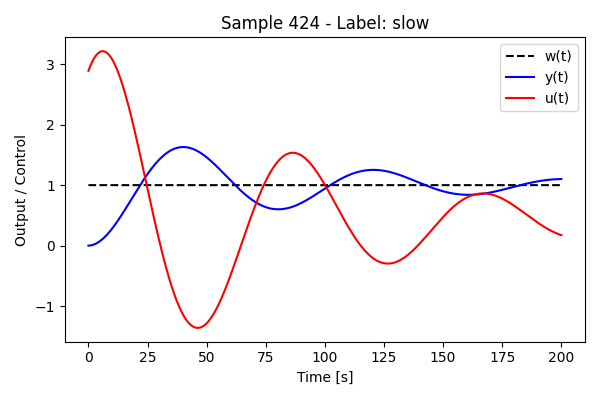 Sample 424 - Label: slow
w(t)
y(t)
u(t)
Output / Control
3
2
1
0
−1
0
25
50
75
100
125
150
175
200
Time [s]